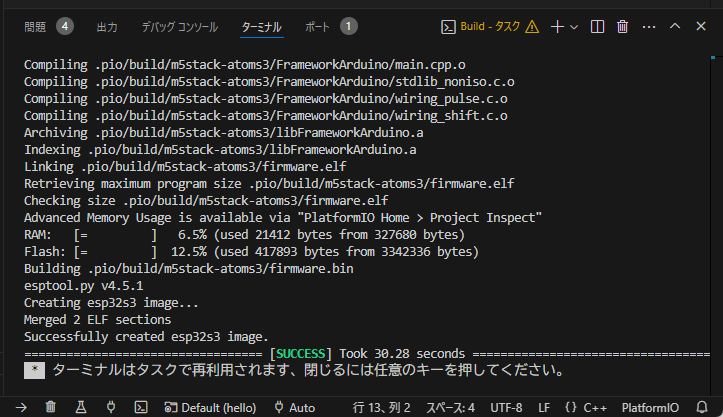 問題 4 出力 デバッグ コンソール ターミナル ポート 1 Build - タスク
Compiling .pio/build/m5stack-atoms3/FrameworkArduino/main.cpp.o
Compiling .pio/build/m5stack-atoms3/FrameworkArduino/stdlib_noniso.c.o
Compiling .pio/build/m5stack-atoms3/FrameworkArduino/wiring_pulse.c.o
Compiling .pio/build/m5stack-atoms3/FrameworkArduino/wiring_shift.c.o
Archiving .pio/build/m5stack-atoms3/libFrameworkArduino.a
Indexing .pio/build/m5stack-atoms3/libFrameworkArduino.a
Linking .pio/build/m5stack-atoms3/firmware.elf
Retrieving maximum program size .pio/build/m5stack-atoms3/firmware.elf
Checking size .pio/build/m5stack-atoms3/firmware.elf
Advanced Memory Usage is available via "PlatformIO Home > Project Inspect"
RAM:   [=         ]   6.5% (used 21412 bytes from 327680 bytes)
Flash: [=         ]  12.5% (used 417893 bytes from 3342336 bytes)
Building .pio/build/m5stack-atoms3/firmware.bin
esptool.py v4.5.1
Creating esp32s3 image...
Merged 2 ELF sections
Successfully created esp32s3 image.
================================ [SUCCESS] Took 30.28 seconds ================================
* ターミナルはタスクで再利用されます、閉じるには任意のキーを押してください。
Default (hello) Auto 行 13、列 2 スペース: 4 UTF-8 LF {} C++ PlatformIO